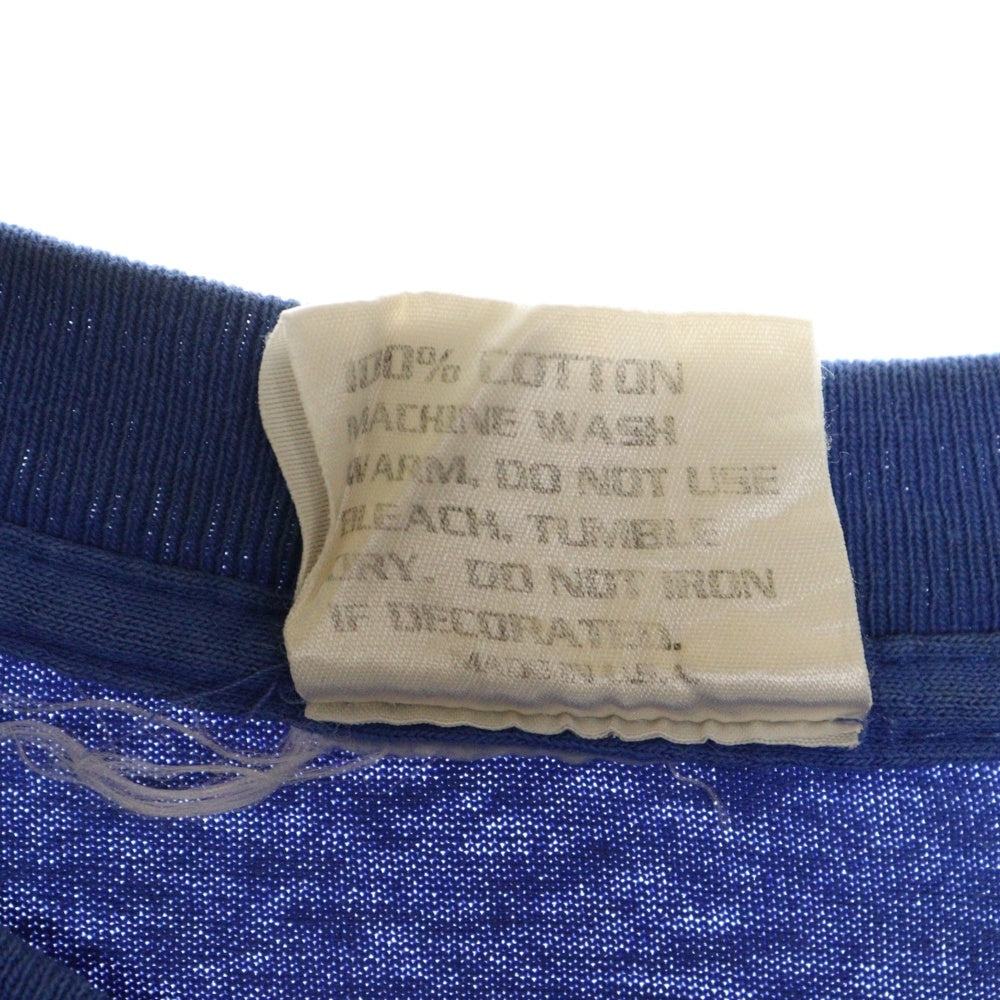 100% COTTON
MACHINE WASH
WARM. DO NOT USE
BLEACH. TUMBLE
DRY. DO NOT IRON
IF DECORATED.
MADE IN U.S.A.